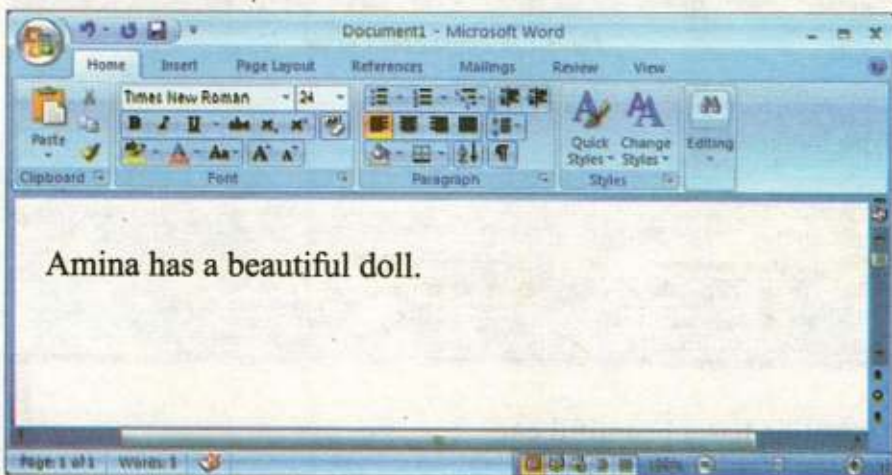 Document1 - Microsoft Word
Home Insert Page Layout References Mailings Review View
Times New Roman 24
Paste
Quick Styles Change Styles Editing
Clipboard Font Paragraph Styles
Amina has a beautiful doll.
Page: 1 of 1 Words: